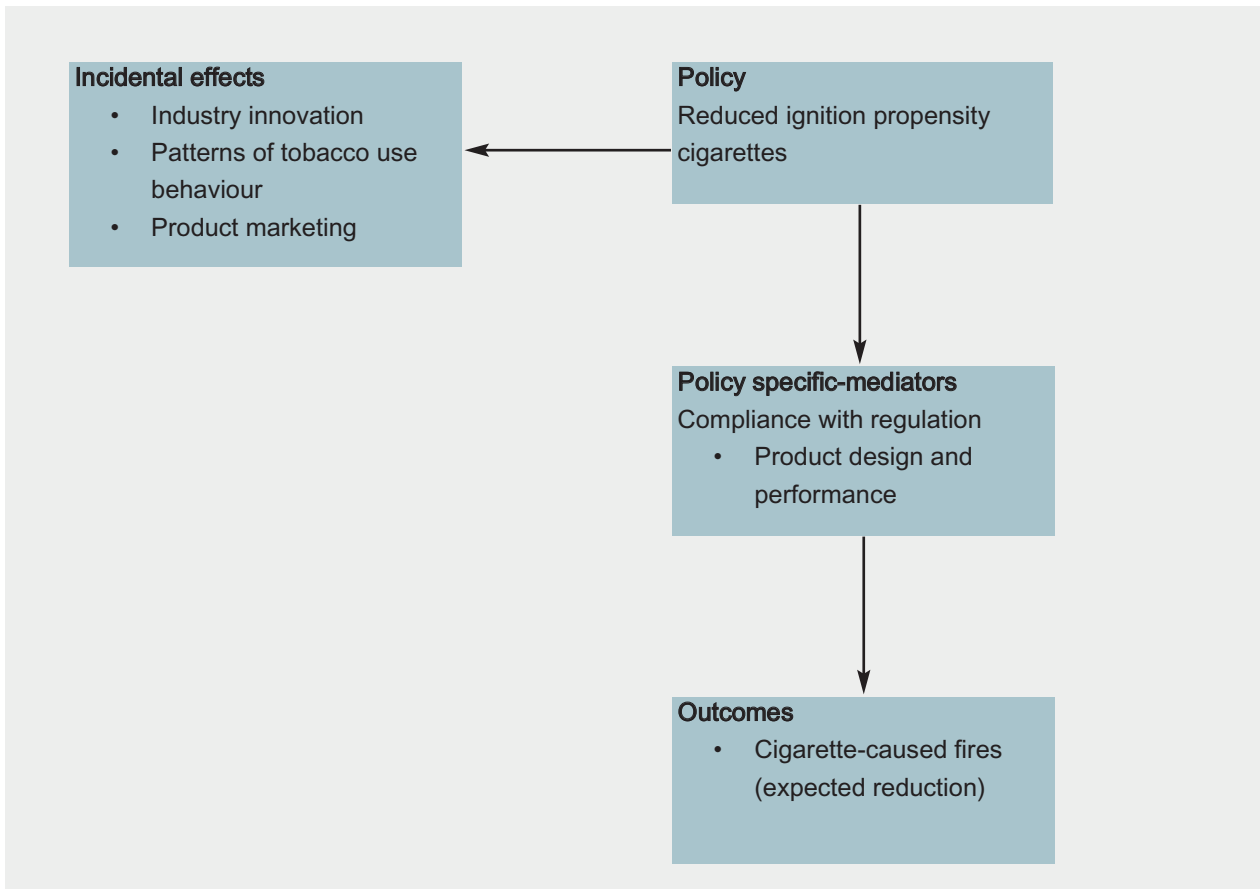 Incidental effects
• Industry innovation
• Patterns of tobacco use
behaviour
• Product marketing
Policy
Reduced ignition propensity
cigarettes
Policy specific-mediators
Compliance with regulation
• Product design and
performance
Outcomes
• Cigarette-caused fires
(expected reduction)